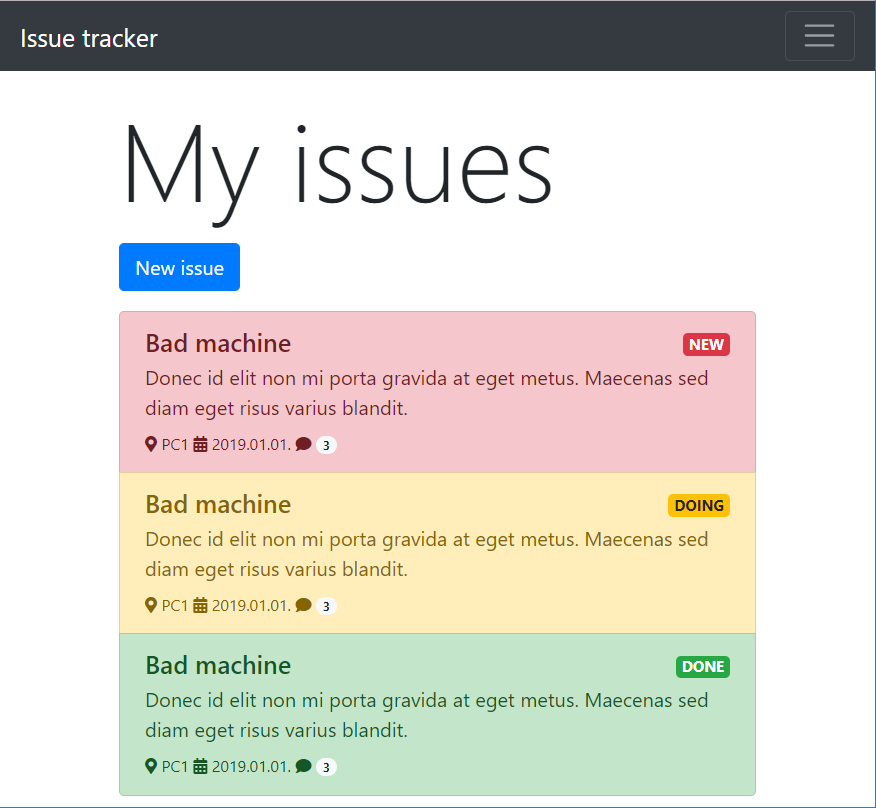 Issue tracker
My issues
New issue
Bad machine NEW
Donec id elit non mi porta gravida at eget metus. Maecenas sed
diam eget risus varius blandit.
PC1 2019.01.01. 3
Bad machine DOING
Donec id elit non mi porta gravida at eget metus. Maecenas sed
diam eget risus varius blandit.
PC1 2019.01.01. 3
Bad machine DONE
Donec id elit non mi porta gravida at eget metus. Maecenas sed
diam eget risus varius blandit.
PC1 2019.01.01. 3